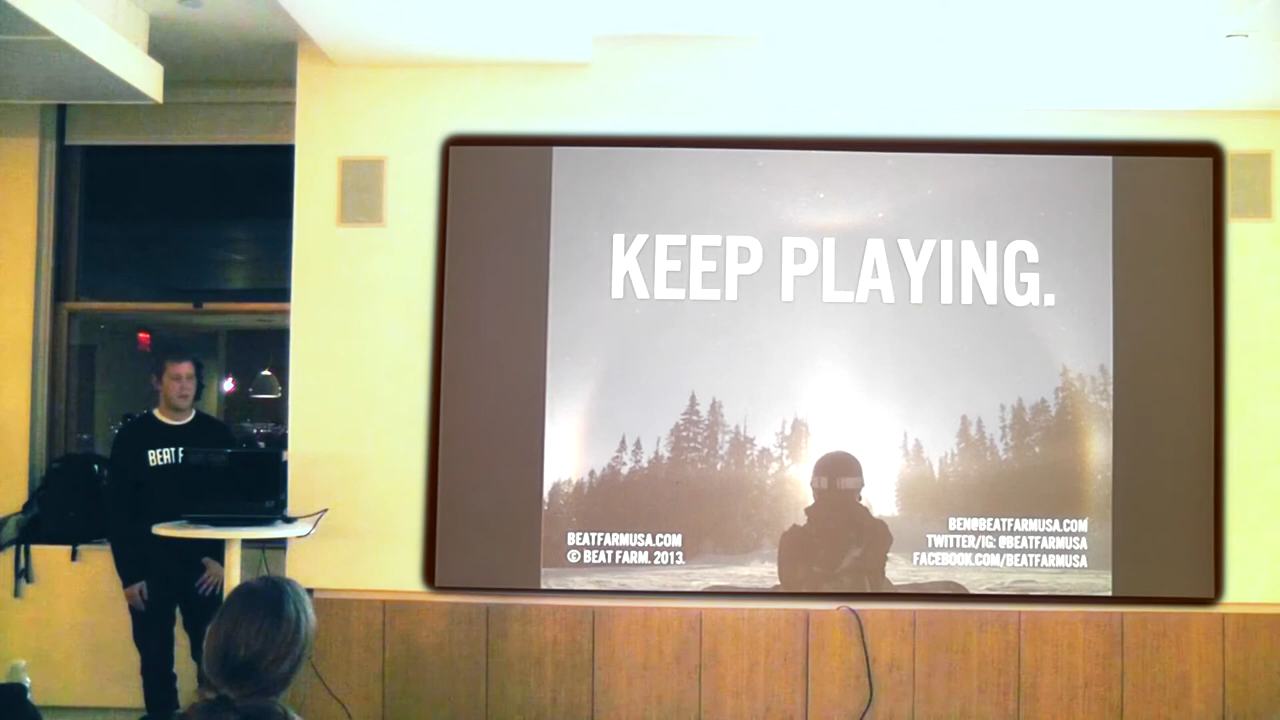 KEEP PLAYING.
BEAT F
BEATFARMUSA.COM
© BEAT FARM. 2013.
BEN@BEATFARMUSA.COM
TWITTER/IG: @BEATFARMUSA
FACEBOOK.COM/BEATFARMUSA